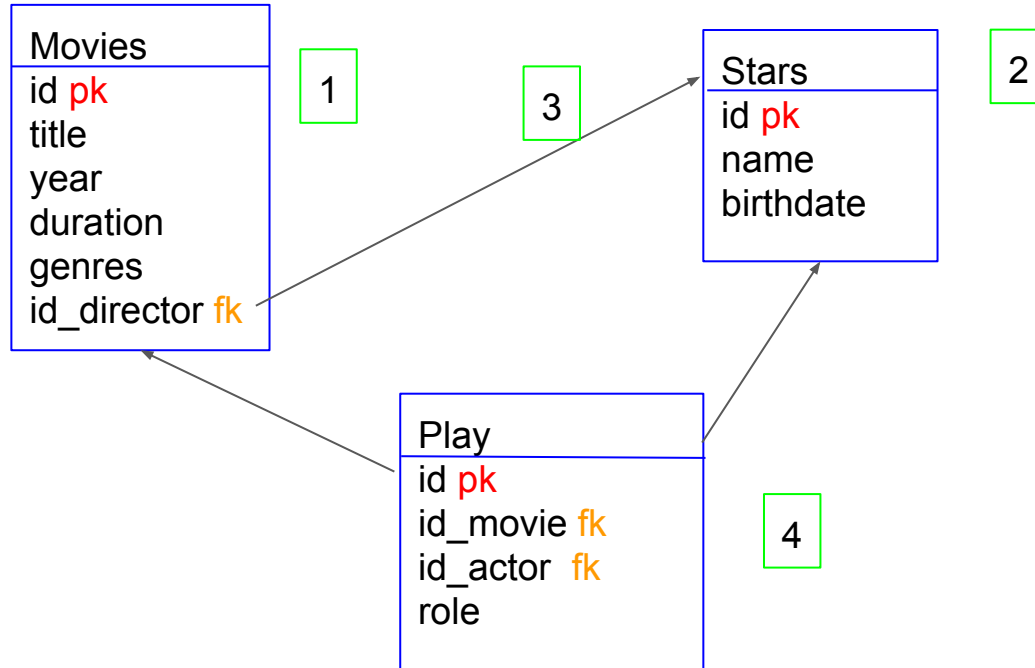 Movies
id pk
title
year
duration
genres
id_director fk
1
3
Stars
id pk
name
birthdate
2
Play
id pk
id_movie fk
id_actor fk
role
4